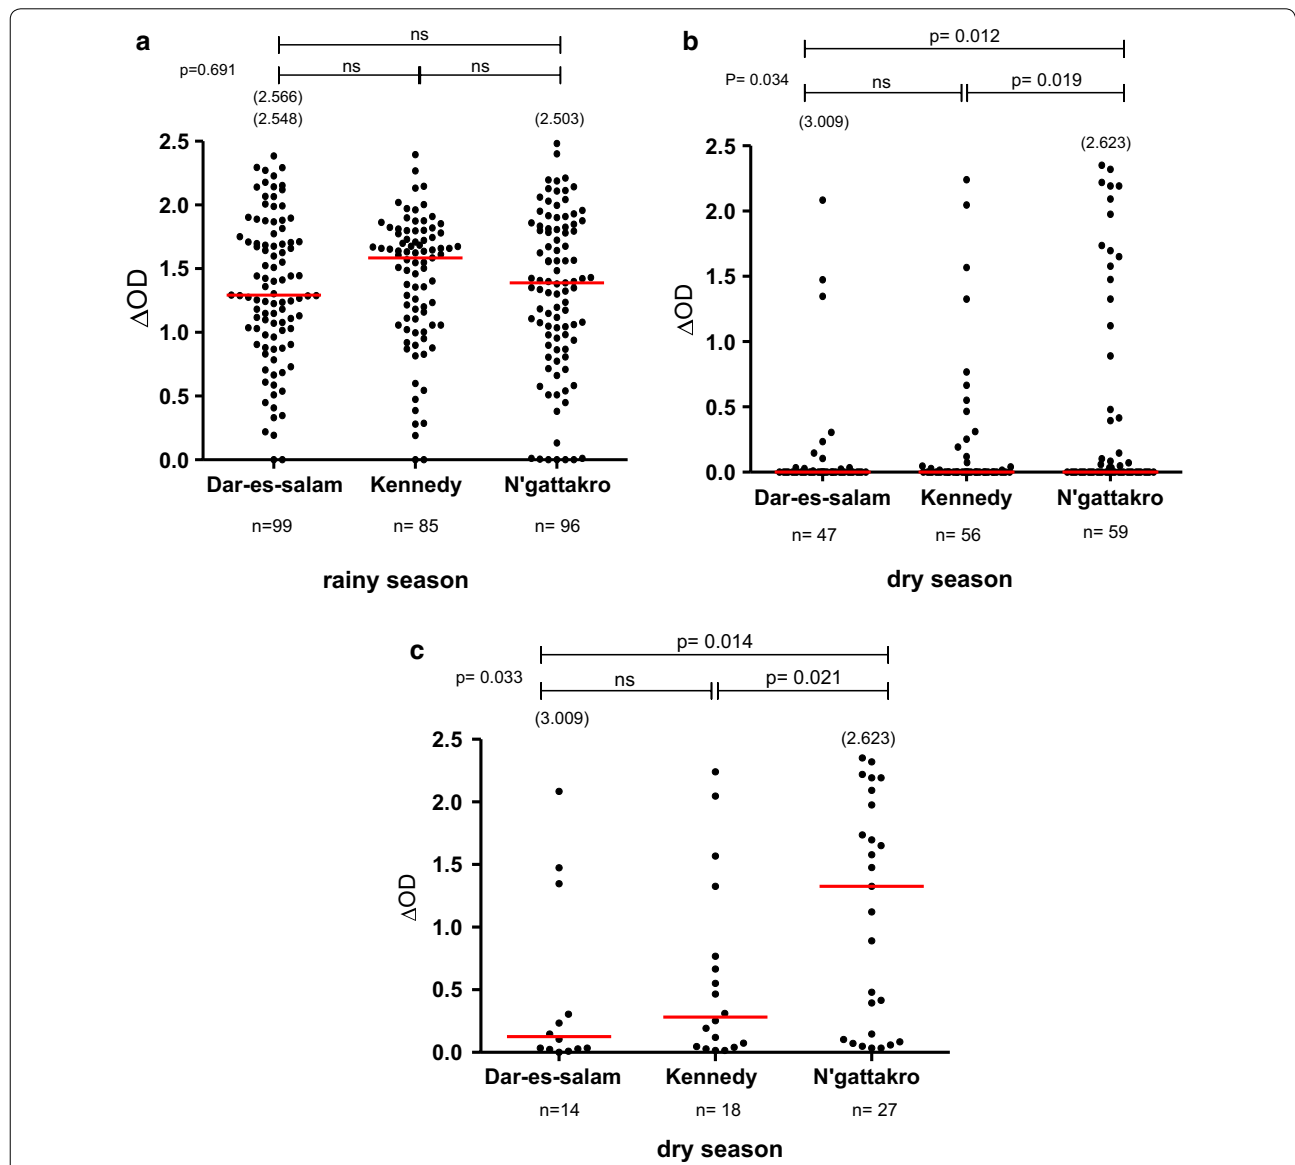 a
ns
p=0.691
ns
ns
(2.566)
(2.548)
(2.503)
2.5
2.0
1.5
1.0
0.5
0.0
ΔOD
Dar-es-salam Kennedy N'gattakro
n=99 n= 85 n= 96
rainy season
b
p= 0.012
P= 0.034
ns
p= 0.019
(3.009)
(2.623)
2.5
2.0
1.5
1.0
0.5
0.0
ΔOD
Dar-es-salam Kennedy N'gattakro
n= 47 n= 56 n= 59
dry season
c
p= 0.014
p= 0.033
ns
p= 0.021
(3.009)
(2.623)
2.5
2.0
1.5
1.0
0.5
0.0
ΔOD
Dar-es-salam Kennedy N'gattakro
n=14 n= 18 n= 27
dry season